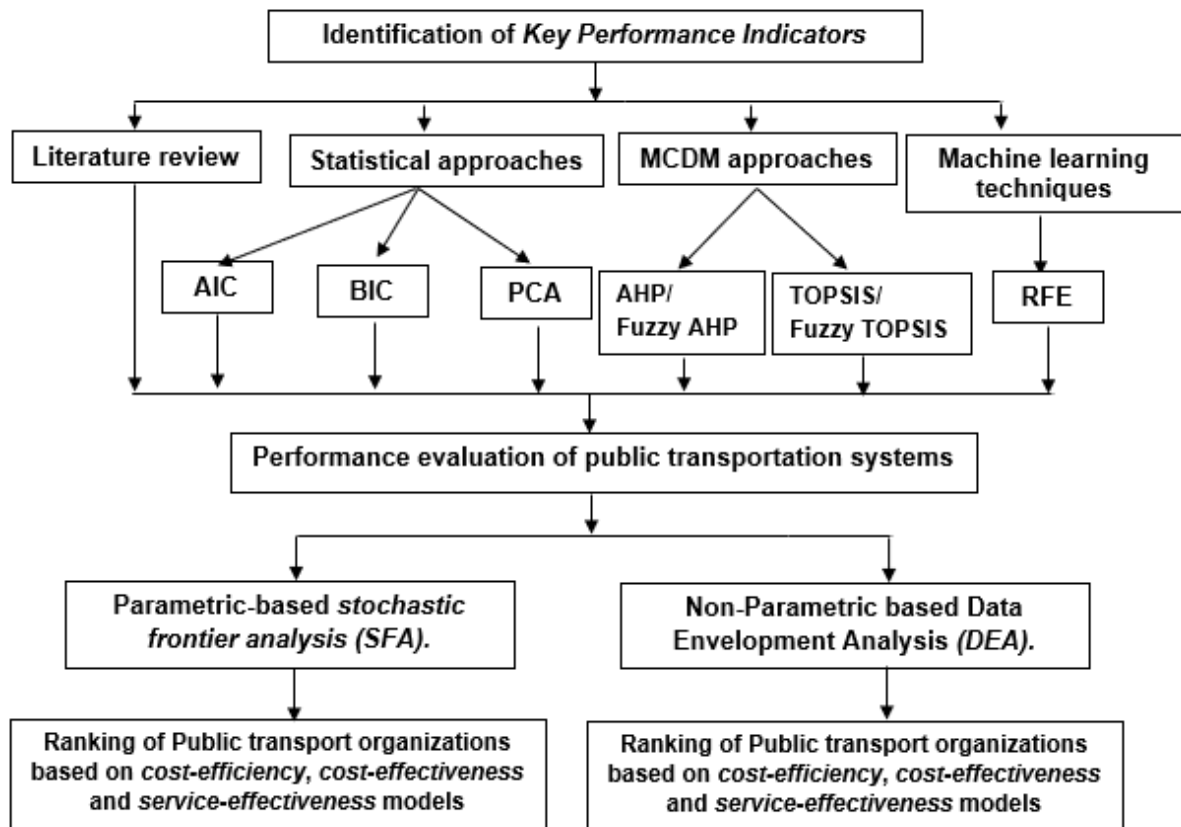 Identification of Key Performance Indicators
Literature review
Statistical approaches
MCDM approaches
Machine learning
techniques
AIC
BIC
PCA
AHP/
Fuzzy AHP
TOPSIS/
Fuzzy TOPSIS
RFE
Performance evaluation of public transportation systems
Parametric-based stochastic
frontier analysis (SFA).
Non-Parametric based Data
Envelopment Analysis (DEA).
Ranking of Public transport organizations
based on cost-efficiency, cost-effectiveness
and service-effectiveness models
Ranking of Public transport organizations
based on cost-efficiency, cost-effectiveness
and service-effectiveness models